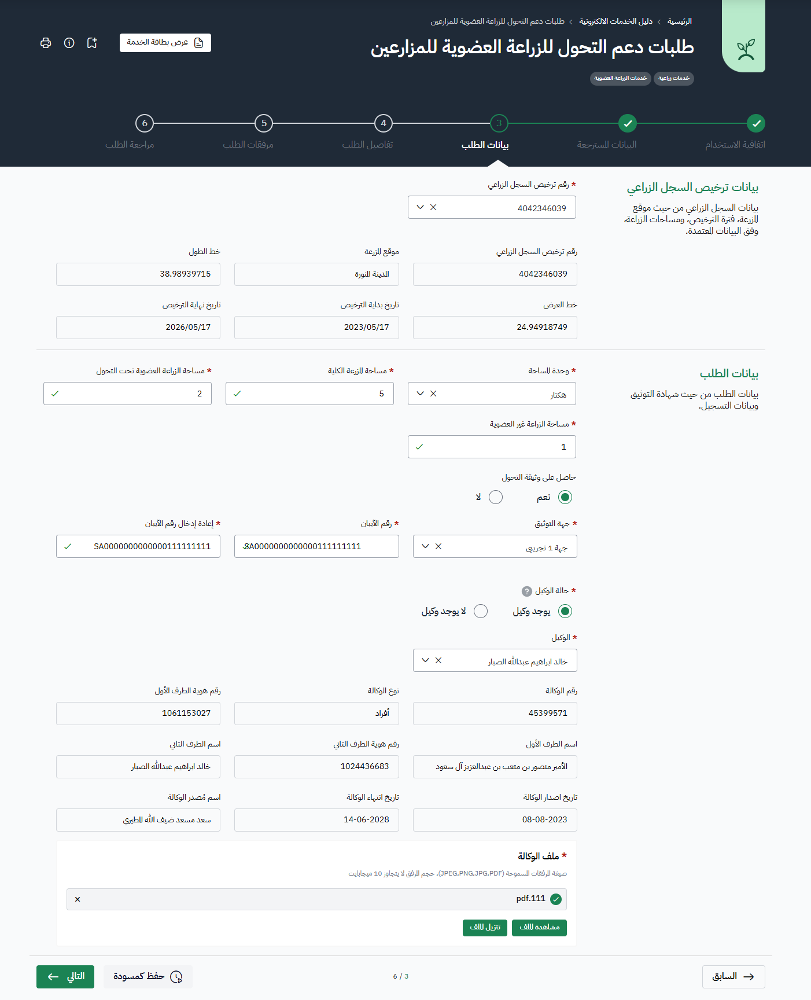 الرئيسية > دليل الخدمات الالكترونية > طلبات دعم التحول للزراعة العضوية للمزارعين
طلبات دعم التحول للزراعة العضوية للمزارعين
عرض بطاقة الخدمة
خدمات زراعية خدمات الزراعة العضوية
3 4 5 6
اتفاقية الاستخدام البيانات المسترجعة بيانات الطلب تفاصيل الطلب مرفقات الطلب مراجعة الطلب
بيانات ترخيص السجل الزراعي
بيانات السجل الزراعي من حيث موقع
المزرعة، فترة الترخيص، ومساحات الزراعة،
وفق البيانات المعتمدة.
* رقم ترخيص السجل الزراعي
4042346039
رقم ترخيص السجل الزراعي موقع المزرعة خط الطول
4042346039 المدينة المنورة 38.98939715
خط العرض تاريخ بداية الترخيص تاريخ نهاية الترخيص
24.94918749 2023/05/17 2026/05/17
بيانات الطلب
بيانات الطلب من حيث شهادة التوثيق
وبيانات التسجيل.
* وحدة المساحة * مساحة المزرعة الكلية * مساحة الزراعة العضوية تحت التحول
هكتار 5 2
* مساحة الزراعة غير العضوية
1
حاصل على وثيقة التحول
نعم لا
* جهة التوثيق * رقم الآيبان * إعادة إدخال رقم الآيبان
جهة 1 تجريبي SA0000000000000111111111 SA0000000000000111111111
* حالة الوكيل ?
يوجد وكيل لا يوجد وكيل
* الوكيل
خالد ابراهيم عبدالله الصبار
رقم الوكالة نوع الوكالة رقم هوية الطرف الأول
45399571 أفراد 1061153027
اسم الطرف الأول رقم هوية الطرف الثاني اسم الطرف الثاني
الأمير منصور بن متعب بن عبدالعزيز آل سعود 1024436683 خالد ابراهيم عبدالله الصبار
تاريخ اصدار الوكالة تاريخ انتهاء الوكالة اسم مُصدر الوكالة
08-08-2023 14-06-2028 سعد مسعد ضيف الله المطيري
* ملف الوكالة
صيغة المرفقات المسموحة (JPEG,PNG,JPG,PDF), حجم المرفق لا يتجاوز 10 ميجابايت
pdf.111
مشاهدة الملف تنزيل الملف
السابق 3 / 6 حفظ كمسودة التالي